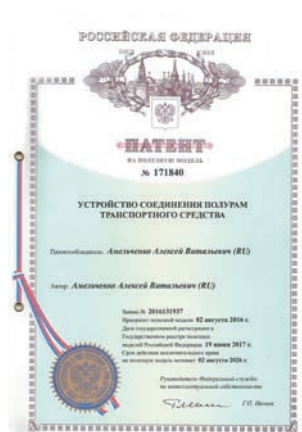 РОССИЙСКАЯ ФЕДЕРАЦИЯ
ПАТЕНТ
НА ПОЛЕЗНУЮ МОДЕЛЬ
№ 171840
УСТРОЙСТВО СОЕДИНЕНИЯ ПОЛУРАМ
ТРАНСПОРТНОГО СРЕДСТВА
Патентообладатель: Амельченко Алексей Витальевич (RU)
Автор: Амельченко Алексей Витальевич (RU)
Заявка № 2016131937
Приоритет полезной модели 02 августа 2016 г.
Дата государственной регистрации в
Государственном реестре полезных
моделей Российской Федерации 19 июня 2017 г.
Срок действия исключительного права
на полезную модель истекает 02 августа 2026 г.
Руководитель Федеральной службы
по интеллектуальной собственности
Г.П. Ивлиев